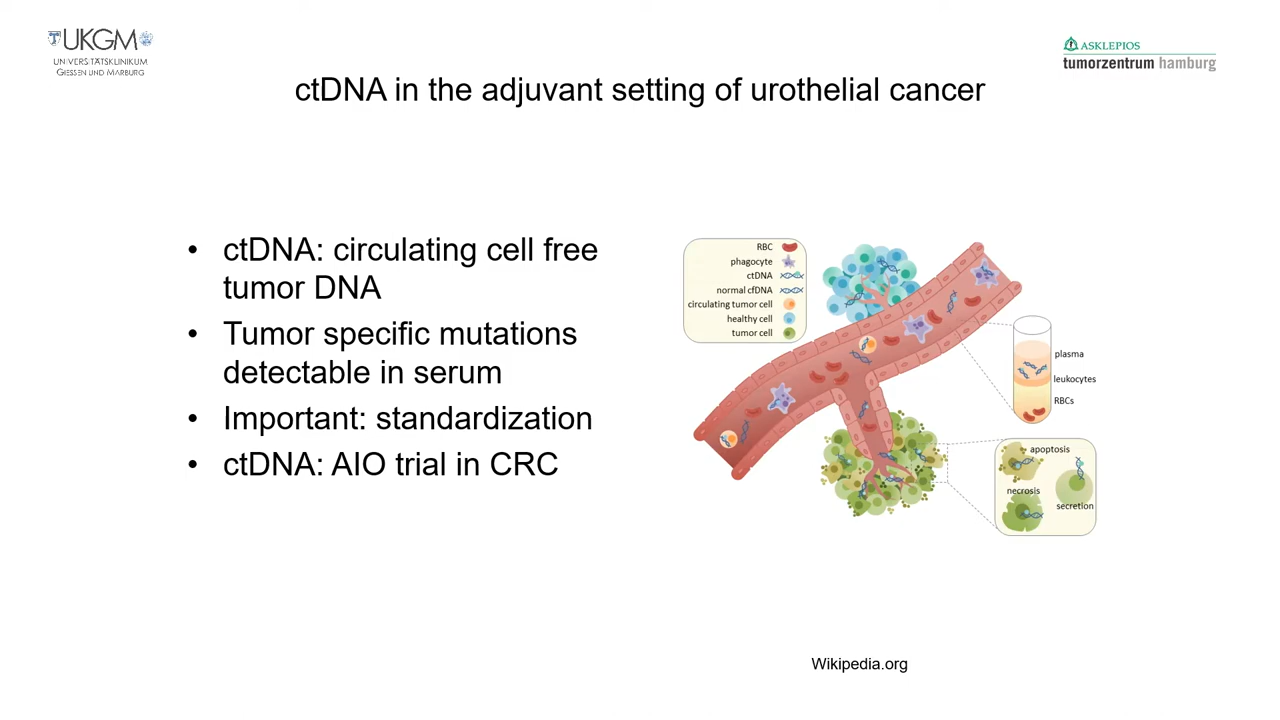 UKGM
UNIVERSITÄTSKLINIKUM
GIESSEN UND MARBURG
ASKLEPIOS
tumorzentrum hamburg
ctDNA in the adjuvant setting of urothelial cancer
• ctDNA: circulating cell free
tumor DNA
• Tumor specific mutations
detectable in serum
• Important: standardization
• ctDNA: AIO trial in CRC
RBC
phagocyte
ctDNA
normal cfDNA
circulating tumor cell
healthy cell
tumor cell
plasma
leukocytes
RBCs
apoptosis
necrosis
secretion
Wikipedia.org